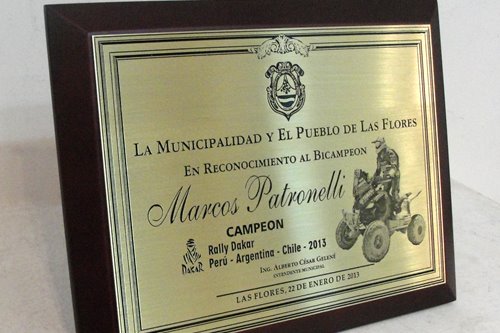 La Municipalidad y El Pueblo de Las Flores
En Reconocimiento al Bicampeon
Marcos Patronelli
CAMPEON
DAKAR
Rally Dakar
Perú - Argentina - Chile - 2013
Ing. Alberto César Gelené
Intendente Municipal
Las Flores, 22 de Enero de 2013